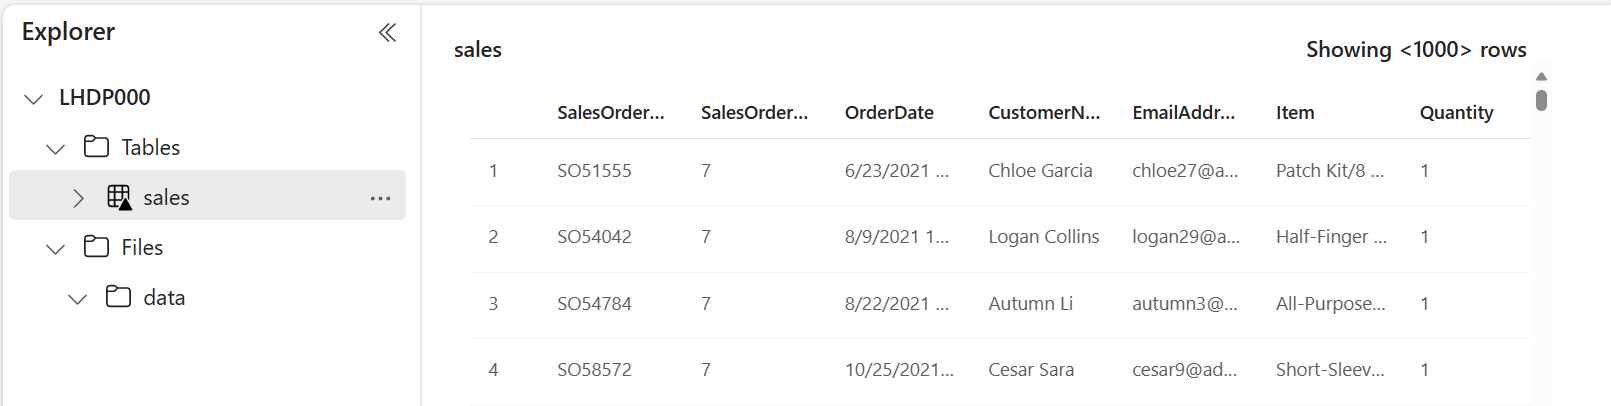 Explorer
LHDP000
Tables
sales
...
Files
data
sales
Showing <1000> rows
SalesOrder... SalesOrder... OrderDate CustomerN... EmailAddr... Item Quantity
1 SO51555 7 6/23/2021 ... Chloe Garcia chloe27@a... Patch Kit/8 ... 1
2 SO54042 7 8/9/2021 1... Logan Collins logan29@a... Half-Finger ... 1
3 SO54784 7 8/22/2021 ... Autumn Li autumn3@... All-Purpose... 1
4 SO58572 7 10/25/2021... Cesar Sara cesar9@ad... Short-Sleev... 1